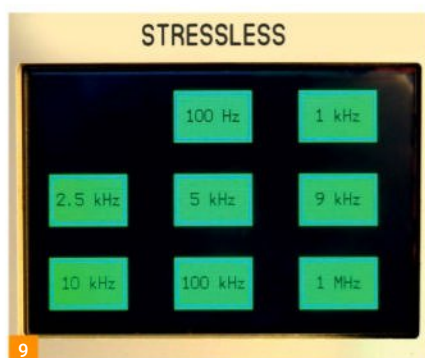 STRESSLESS
100 Hz 1 kHz
2.5 kHz 5 kHz 9 kHz
10 kHz 100 kHz 1 MHz
9